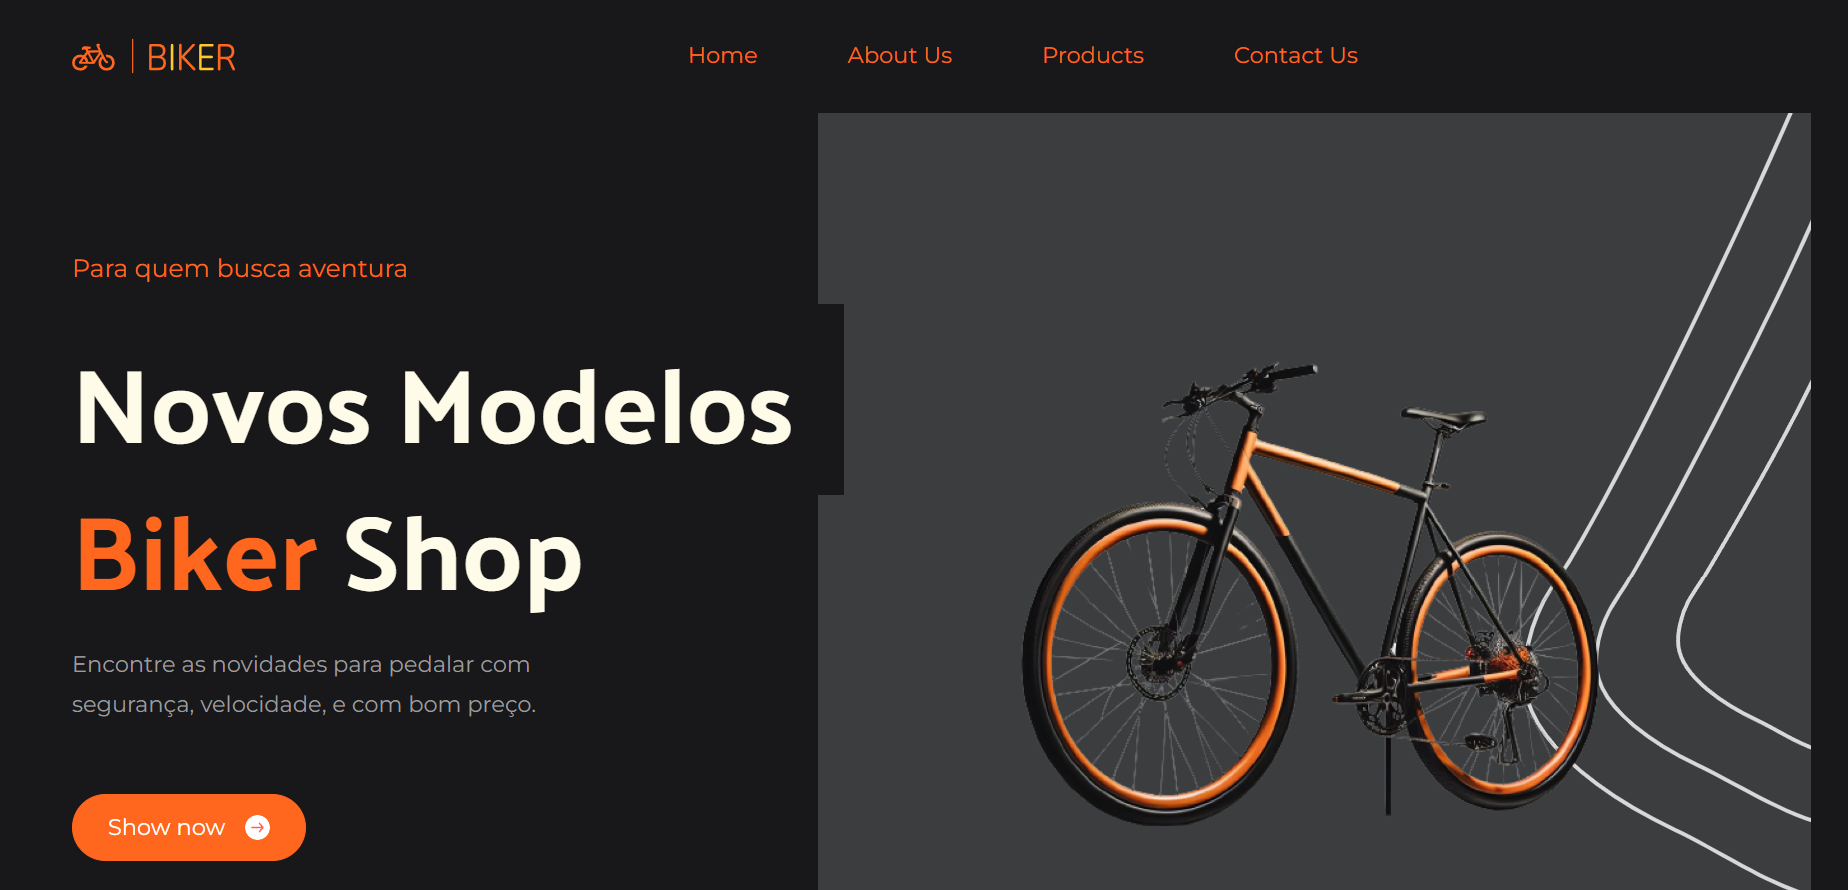 BIKER
Home About Us Products Contact Us
Para quem busca aventura
Novos Modelos
Biker Shop
Encontre as novidades para pedalar com
segurança, velocidade, e com bom preço.
Show now